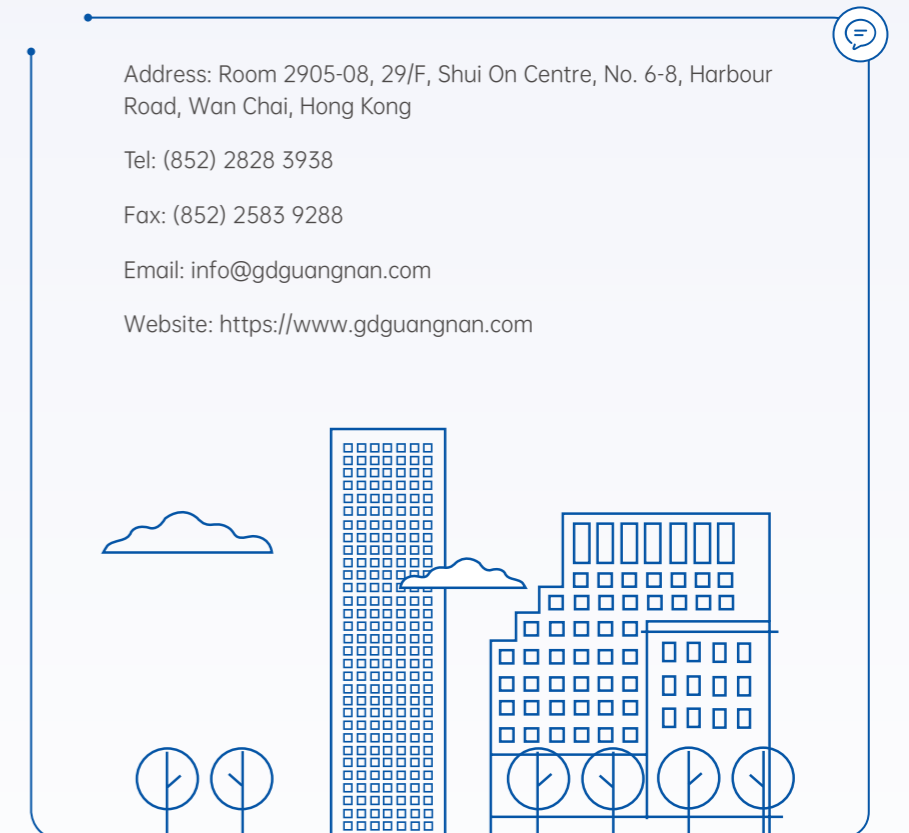 Address: Room 2905-08, 29/F, Shui On Centre, No. 6-8, Harbour
Road, Wan Chai, Hong Kong
Tel: (852) 2828 3938
Fax: (852) 2583 9288
Email: info@gdguangnan.com
Website: https://www.gdguangnan.com